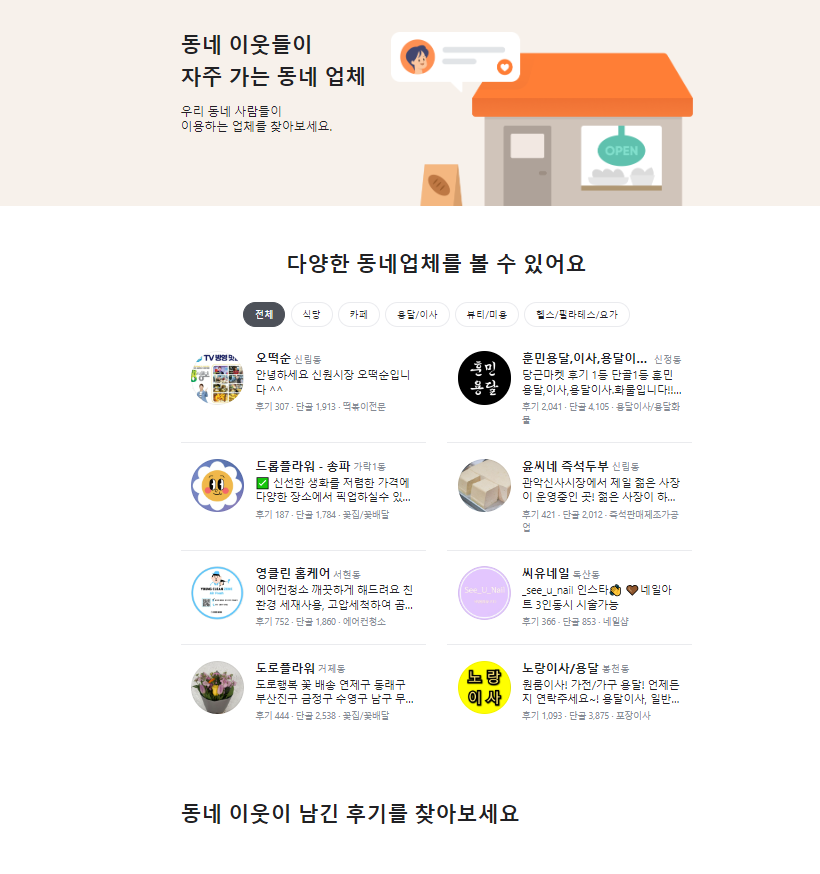 동네 이웃들이
자주 가는 동네 업체
우리 동네 사람들이
이용하는 업체를 찾아보세요.
OPEN
다양한 동네업체를 볼 수 있어요
전체
식당
카페
용달/이사
뷰티/미용
헬스/필라테스/요가
TV 방영 맛
오떡순 신림동
안녕하세요 신원시장 오떡순입니
다 ^^
후기 307 · 단골 1,913 · 떡볶이전문
훈민
용달
훈민용달,이사,용달이... 신정동
당근마켓 후기 1등 단골1등 훈민
용달,이사,용달이사.화물입니다!!...
후기 2,041 · 단골 4,105 · 용달이사/용달화
물
드롭플라워 - 송파 가락1동
✅ 신선한 생화를 저렴한 가격에
다양한 장소에서 픽업하실수 있...
후기 187 · 단골 1,784 · 꽃집/꽃배달
윤씨네 즉석두부 신림동
관악신사시장에서 제일 젊은 사장
이 운영중인 곳! 젊은 사장이 하...
후기 421 · 단골 2,012 · 즉석판매제조가공
업
YOUNG CLEAN
영클린 홈케어 서현동
에어컨청소 깨끗하게 해드려요 친
환경 세재사용, 고압세척하여 곰...
후기 752 · 단골 1,860 · 에어컨청소
See_U_Nail
씨유네일 독산동
_see_u_nail 인스타👏 🤎네일아
트 3인동시 시술가능
후기 366 · 단골 853 · 네일샵
도로플라워 거제동
도로행복 꽃 배송 연제구 동래구
부산진구 금정구 수영구 남구 무...
후기 444 · 단골 2,538 · 꽃집/꽃배달
노랑
이사
노랑이사/용달 봉천동
원룸이사! 가전/가구 용달! 언제든
지 연락주세요~! 용달이사, 일반...
후기 1,093 · 단골 3,875 · 포장이사
동네 이웃이 남긴 후기를 찾아보세요